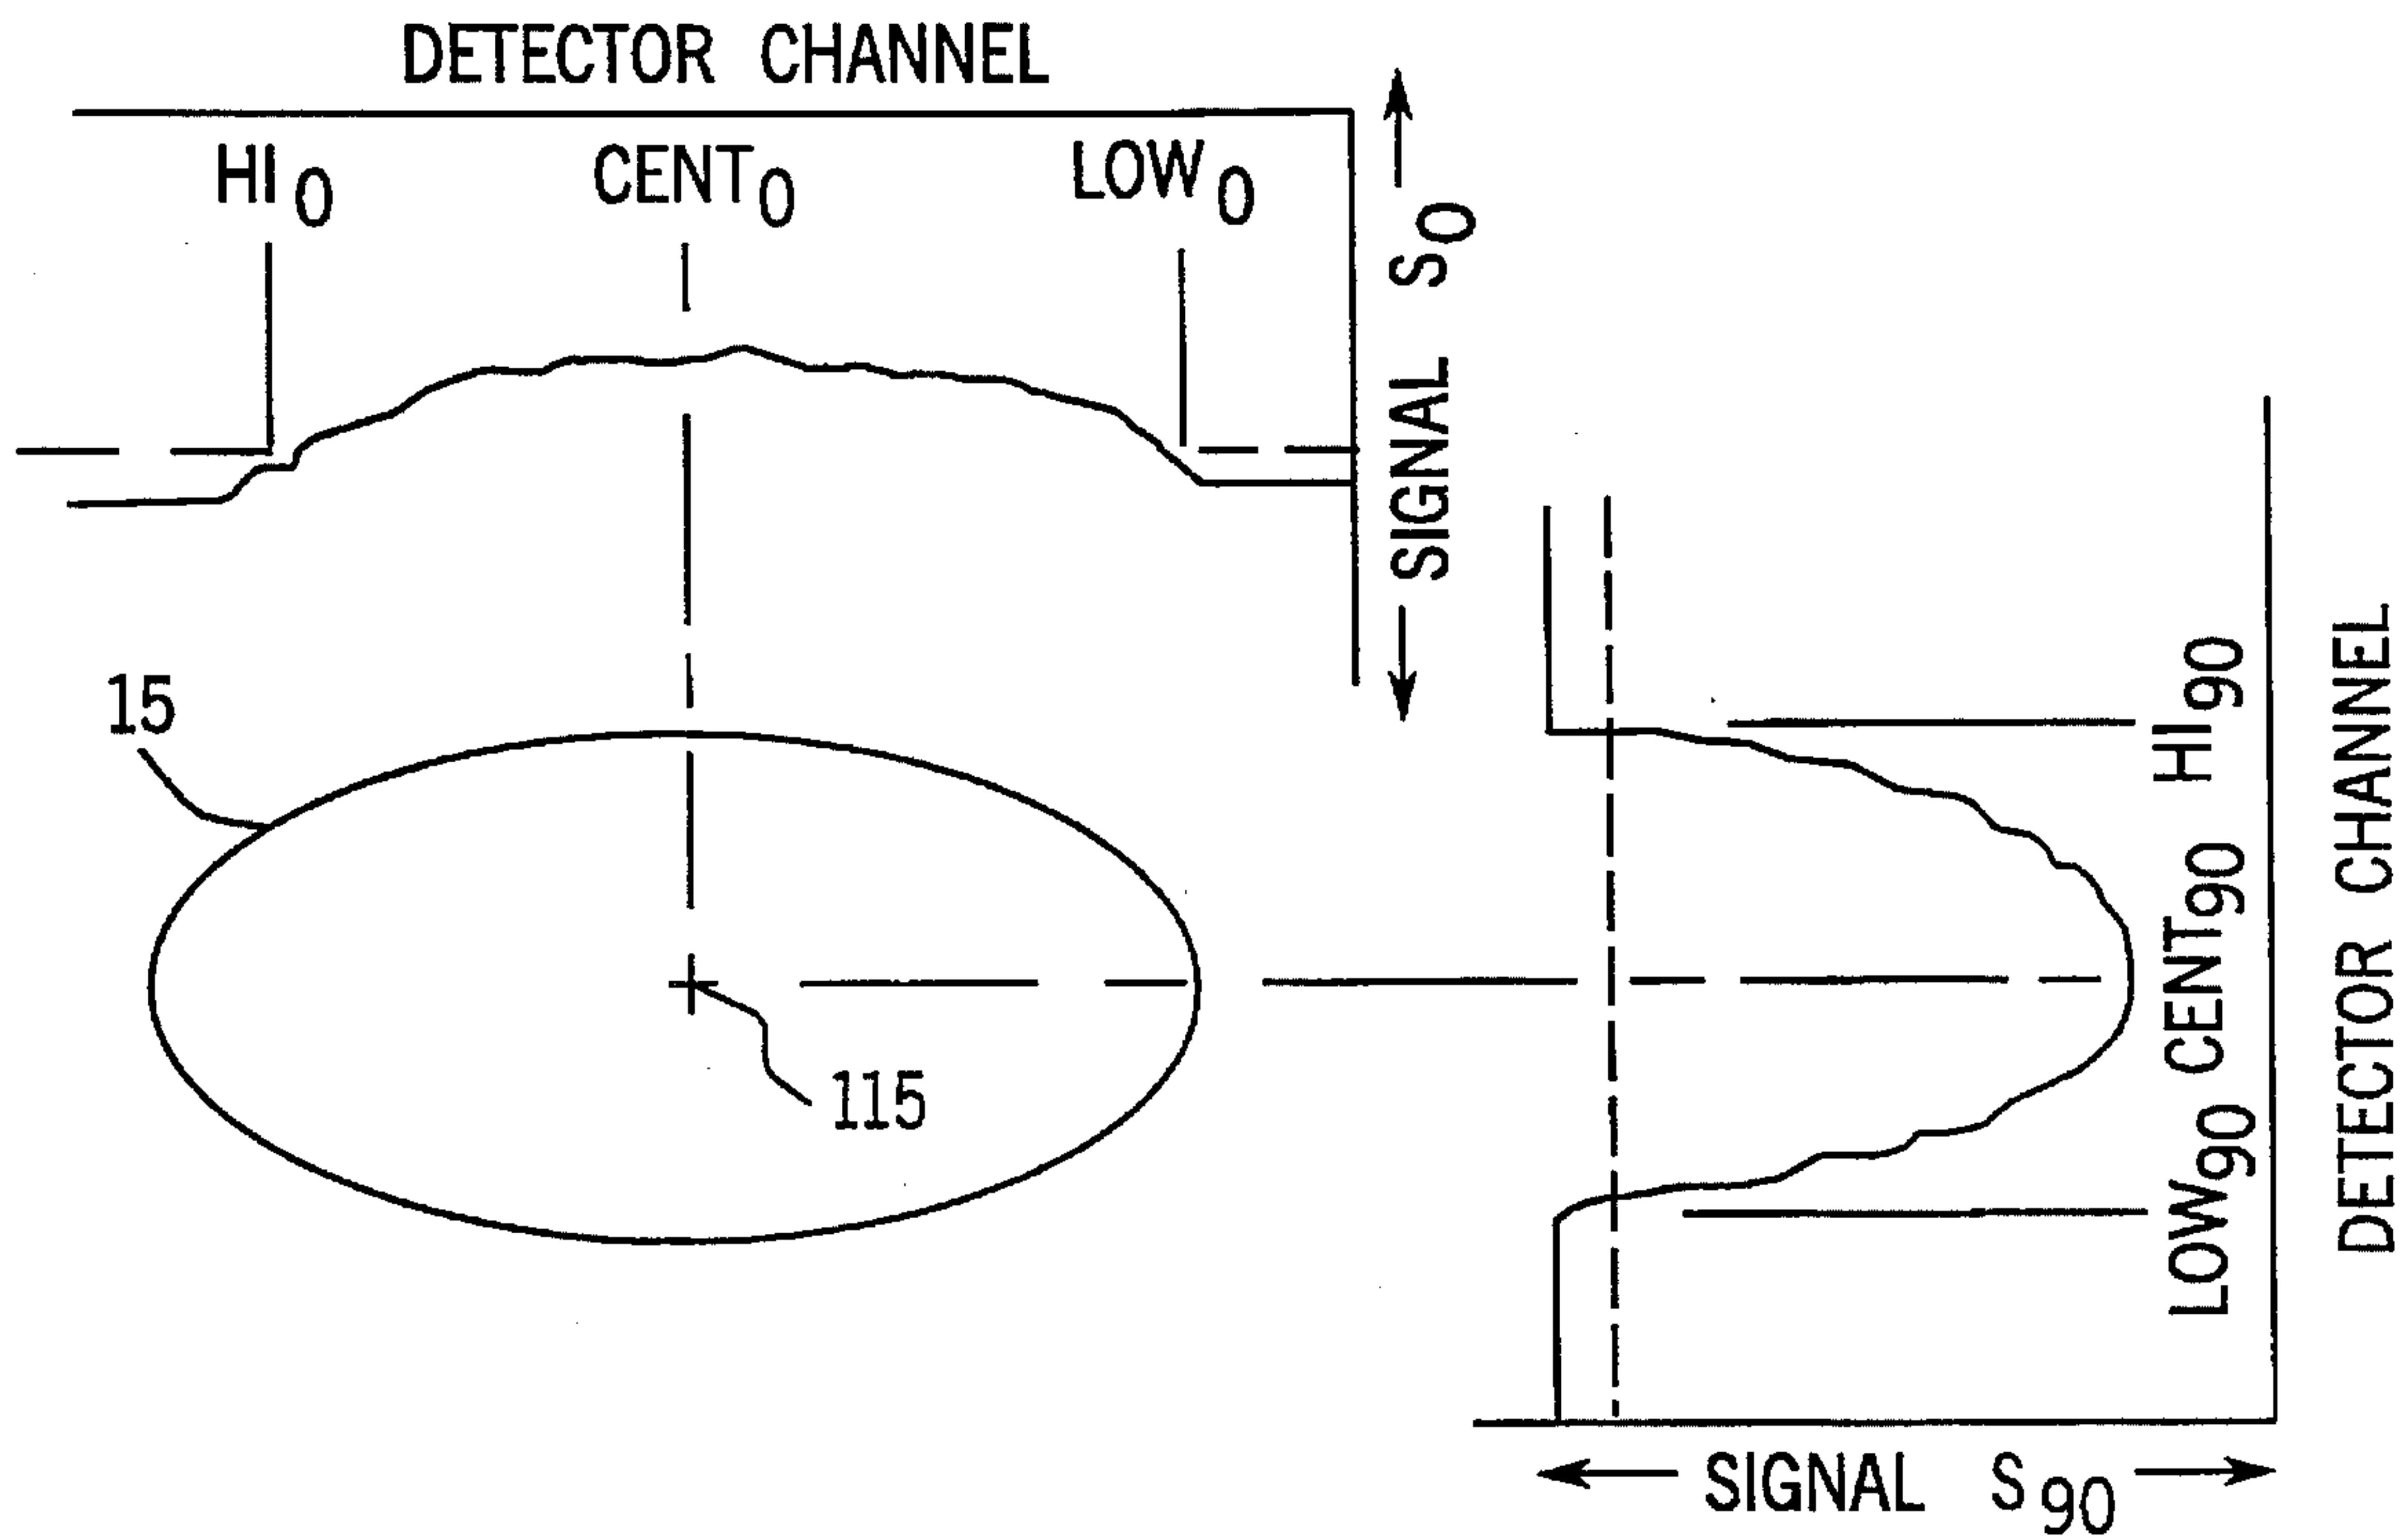 DETECTOR CHANNEL
HI0
CENT0
LOW0
SIGNAL S0
15
115
HI90
CENT90
LOW90
DETECTOR CHANNEL
SIGNAL S90